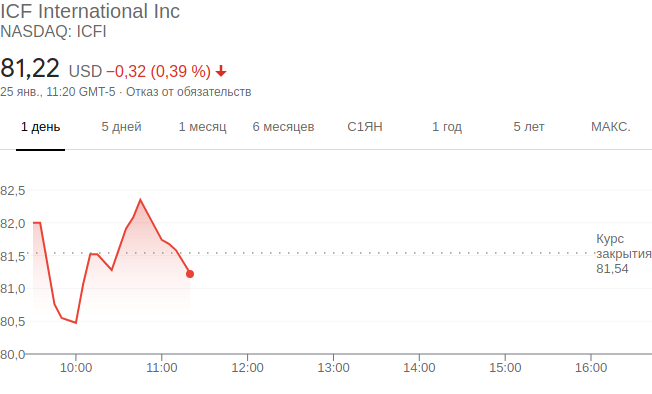 ICF International Inc
NASDAQ: ICFI
81,22 USD −0,32 (0,39 %)
25 янв., 11:20 GMT-5 · Отказ от обязательств
1 день 5 дней 1 месяц 6 месяцев С1ЯН 1 год 5 лет МАКС.
82,5
82,0
81,5
81,0
80,5
80,0
Курс
закрытия
81,54
10:00 11:00 12:00 13:00 14:00 15:00 16:00